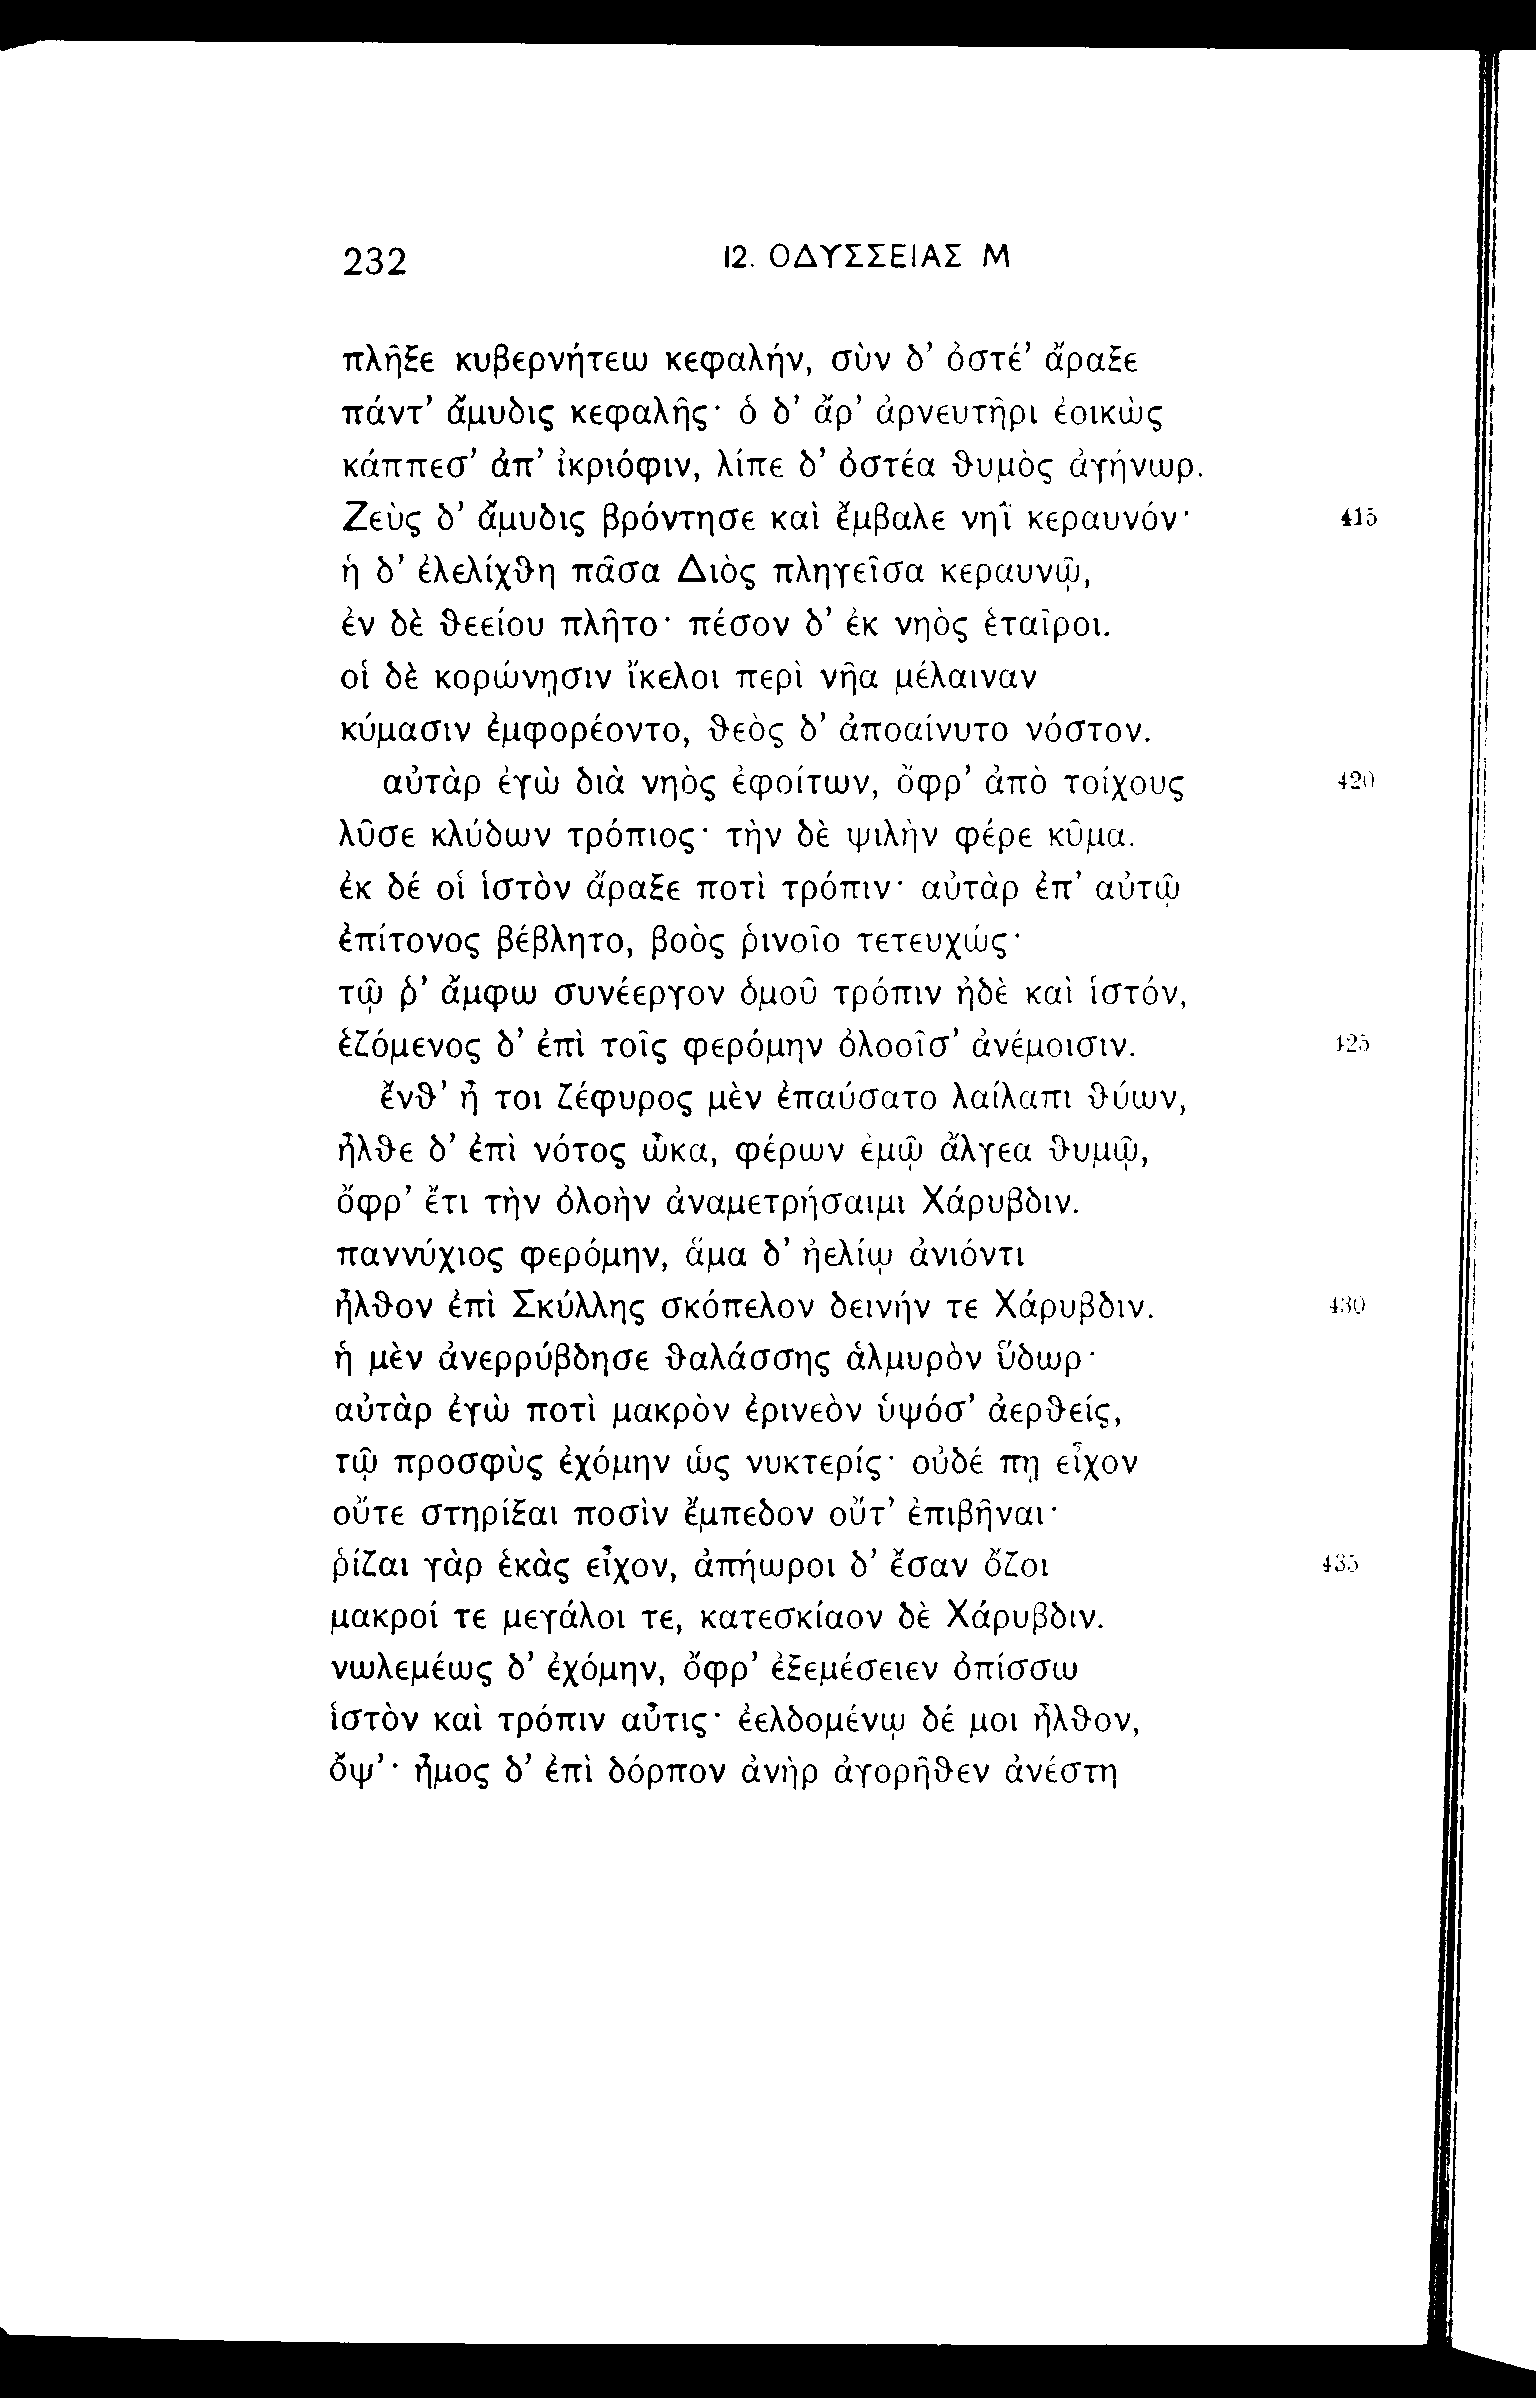 232 12. ΟΔΥΣΣΕΙΑΣ Μ
πλῆξε κυβερνήτεω κεφαλήν, σὺν δ’ ὀστέ’ ἄραξε
πάντ’ ἄμυδις κεφαλῆς· ὁ δ’ ἄρ’ ἀρνευτῆρι ἐοικὼς
κάππεσ’ ἀπ’ ἰκριόφιν, λίπε δ’ ὀστέα θυμὸς ἀγήνωρ.
Ζεὺς δ’ ἄμυδις βρόντησε καὶ ἔμβαλε νηῒ κεραυνόν· 415
ἡ δ’ ἐλελίχθη πᾶσα Διὸς πληγεῖσα κεραυνῷ,
ἐν δὲ θεείου πλῆτο· πέσον δ’ ἐκ νηὸς ἑταῖροι.
οἱ δὲ κορώνῃσιν ἴκελοι περὶ νῆα μέλαιναν
κύμασιν ἐμφορέοντο, θεὸς δ’ ἀποαίνυτο νόστον.
αὐτὰρ ἐγὼ διὰ νηὸς ἐφοίτων, ὄφρ’ ἀπὸ τοίχους 420
λῦσε κλύδων τρόπιος· τὴν δὲ ψιλὴν φέρε κῦμα.
ἐκ δέ οἱ ἱστὸν ἄραξε ποτὶ τρόπιν· αὐτὰρ ἐπ’ αὐτῷ
ἐπίτονος βέβλητο, βοὸς ῥινοῖο τετευχώς·
τῷ ῥ’ ἄμφω συνέεργον ὁμοῦ τρόπιν ἠδὲ καὶ ἱστόν,
ἑζόμενος δ’ ἐπὶ τοῖς φερόμην ὀλοοῖσ’ ἀνέμοισιν. 425
ἔνθ’ ἦ τοι ζέφυρος μὲν ἐπαύσατο λαίλαπι θύων,
ἦλθε δ’ ἐπὶ νότος ὦκα, φέρων ἐμῷ ἄλγεα θυμῷ,
ὄφρ’ ἔτι τὴν ὀλοὴν ἀναμετρήσαιμι Χάρυβδιν.
παννύχιος φερόμην, ἅμα δ’ ἠελίῳ ἀνιόντι
ἦλθον ἐπὶ Σκύλλης σκόπελον δεινήν τε Χάρυβδιν. 430
ἡ μὲν ἀνερρύβδησε θαλάσσης ἁλμυρὸν ὕδωρ·
αὐτὰρ ἐγὼ ποτὶ μακρὸν ἐρινεὸν ὑψόσ’ ἀερθείς,
τῷ προσφὺς ἐχόμην ὡς νυκτερίς· οὐδέ πῃ εἶχον
οὔτε στηρίξαι ποσὶν ἔμπεδον οὔτ’ ἐπιβῆναι·
ῥίζαι γὰρ ἑκὰς εἶχον, ἀπήωροι δ’ ἔσαν ὄζοι 435
μακροί τε μεγάλοι τε, κατεσκίαον δὲ Χάρυβδιν.
νωλεμέως δ’ ἐχόμην, ὄφρ’ ἐξεμέσειεν ὀπίσσω
ἱστὸν καὶ τρόπιν αὖτις· ἐελδομένῳ δέ μοι ἦλθον,
ὄψ’· ἦμος δ’ ἐπὶ δόρπον ἀνὴρ ἀγορῆθεν ἀνέστη